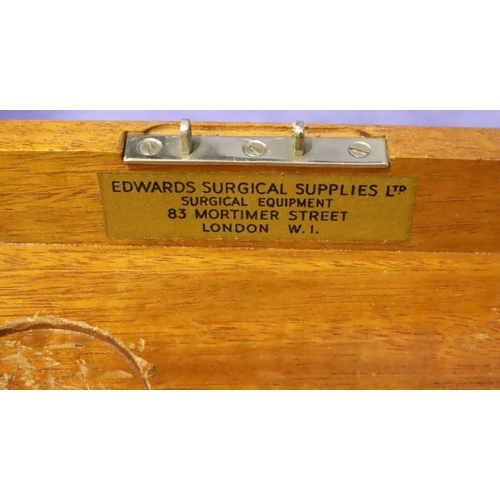 EDWARDS SURGICAL SUPPLIES LTD
SURGICAL EQUIPMENT
83 MORTIMER STREET
LONDON W.1.